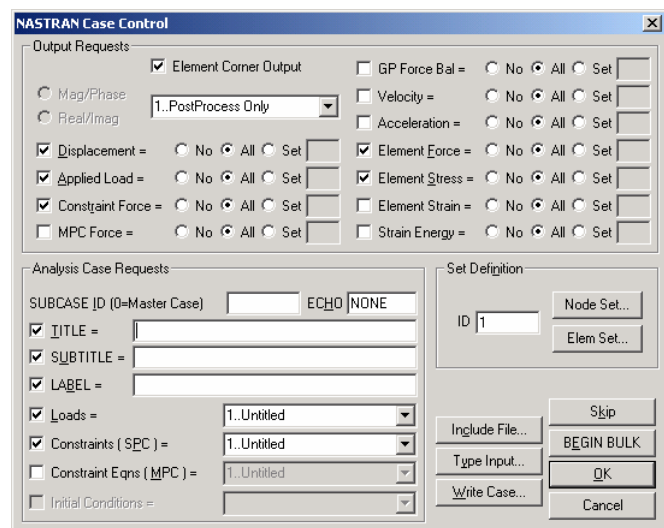 NASTRAN Case Control
Output Requests
Element Corner Output
Mag/Phase
Real/Imag
1..PostProcess Only
Displacement = No All Set
Applied Load = No All Set
Constraint Force = No All Set
MPC Force = No All Set
GP Force Bal = No All Set
Velocity = No All Set
Acceleration = No All Set
Element Force = No All Set
Element Stress = No All Set
Element Strain = No All Set
Strain Energy = No All Set
Analysis Case Requests
SUBCASE ID (0=Master Case) ECHO NONE
TITLE =
SUBTITLE =
LABEL =
Loads = 1..Untitled
Constraints ( SPC ) = 1..Untitled
Constraint Eqns ( MPC ) = 1..Untitled
Initial Conditions =
Set Definition
ID 1
Node Set...
Elem Set...
Include File...
Type Input...
Write Case...
Skip
BEGIN BULK
OK
Cancel